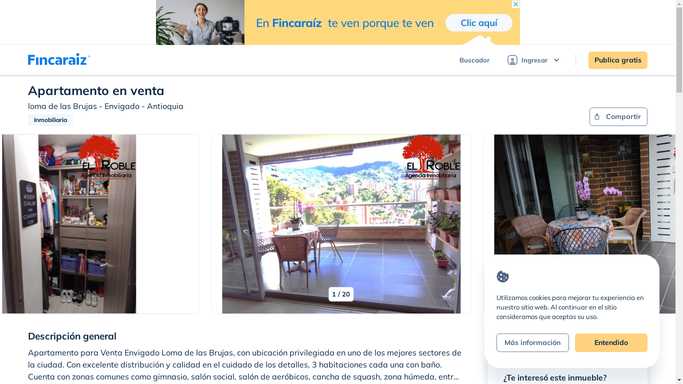 En Fincaraíz te ven porque te ven
Clic aquí
Fincaraiz
Buscador
Ingresar
Publica gratis
Apartamento en venta
loma de las Brujas - Envigado - Antioquia
Inmobiliaria
Compartir
EL ROBLE
Agencia Inmobiliaria
EL ROBLE
Agencia Inmobiliaria
1 / 20
Utilizamos cookies para mejorar tu experiencia en
nuestro sitio web. Al continuar en el sitio
consideramos que aceptas su uso.
Más información
Entendido
Descripción general
Apartamento para Venta Envigado Loma de las Brujas, con ubicación privilegiada en uno de los mejores sectores de
la ciudad. Con excelente distribución y calidad en el cuidado de los detalles, 3 habitaciones cada una con baño.
Cuenta con zonas comunes como gimnasio, salón social, salón de aeróbicos, cancha de squash, zona húmeda, entr...
¿Te interesó este inmueble?